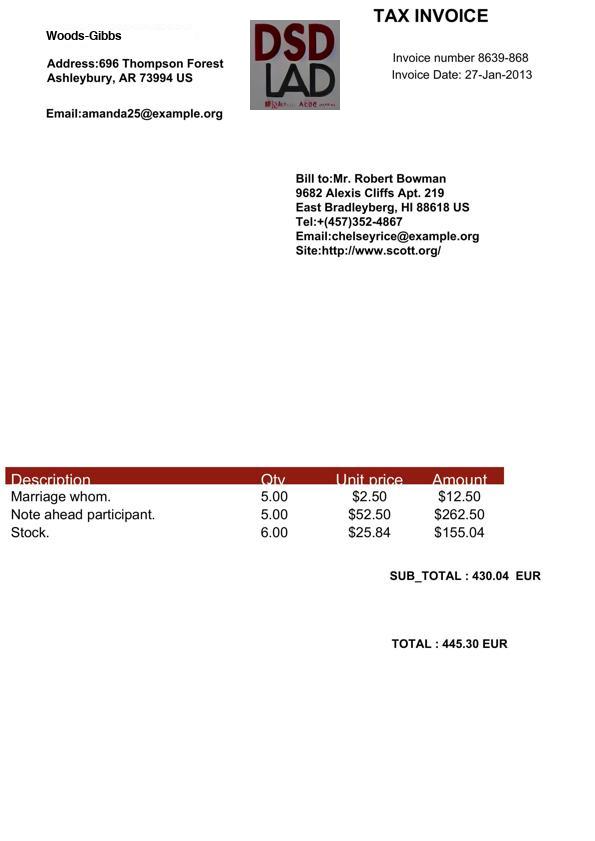 TAX INVOICE
Woods-Gibbs
Invoice number 8639-868
Address:696 Thompson Forest
Invoice Date: 27-Jan-2013
Ashleybury, AR 73994 US
Email:amanda25@example.org
DSD
LAD
Bill to:Mr. Robert Bowman
9682 Alexis Cliffs Apt. 219
East Bradleyberg, HI 88618 US
Tel:+(457)352-4867
Email:chelseyrice@example.org
Site:http://www.scott.org/
Description Qty Unit price Amount
Marriage whom. 5.00 $2.50 $12.50
Note ahead participant. 5.00 $52.50 $262.50
Stock. 6.00 $25.84 $155.04
SUB_TOTAL : 430.04 EUR
TOTAL : 445.30 EUR